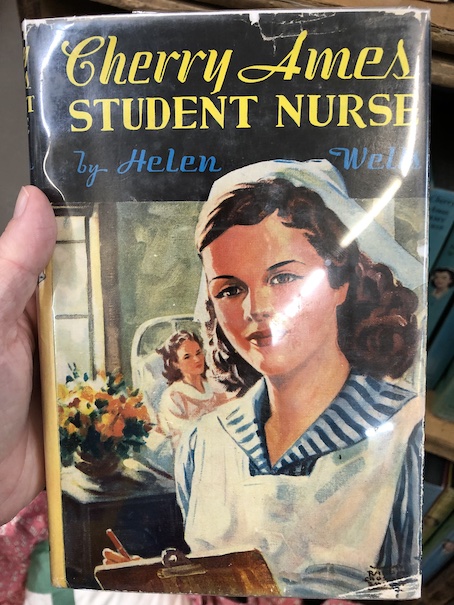 Cherry Ames
STUDENT NURSE
by Helen Wells